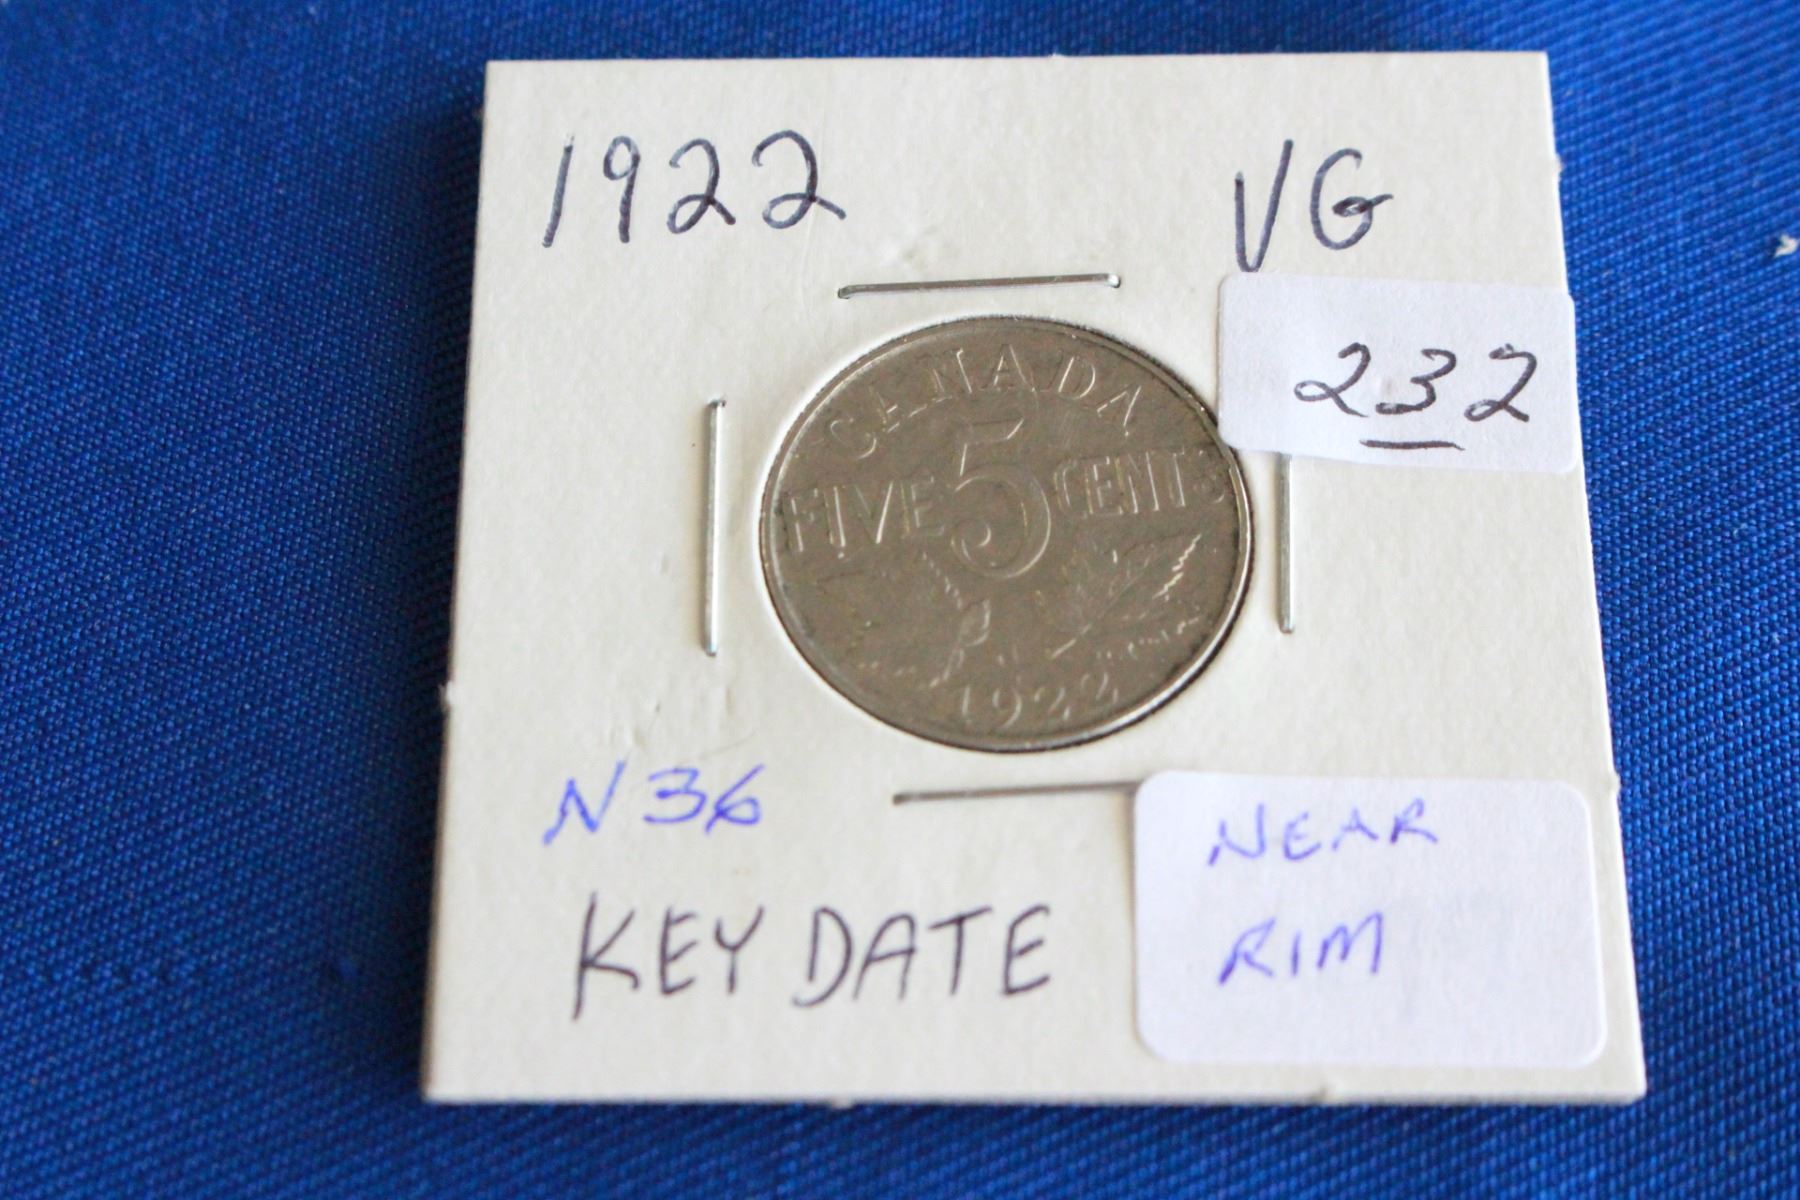 1922 VG
232
CANADA
FIVE 5 CENTS
1922
N36
NEAR
RIM
KEY DATE